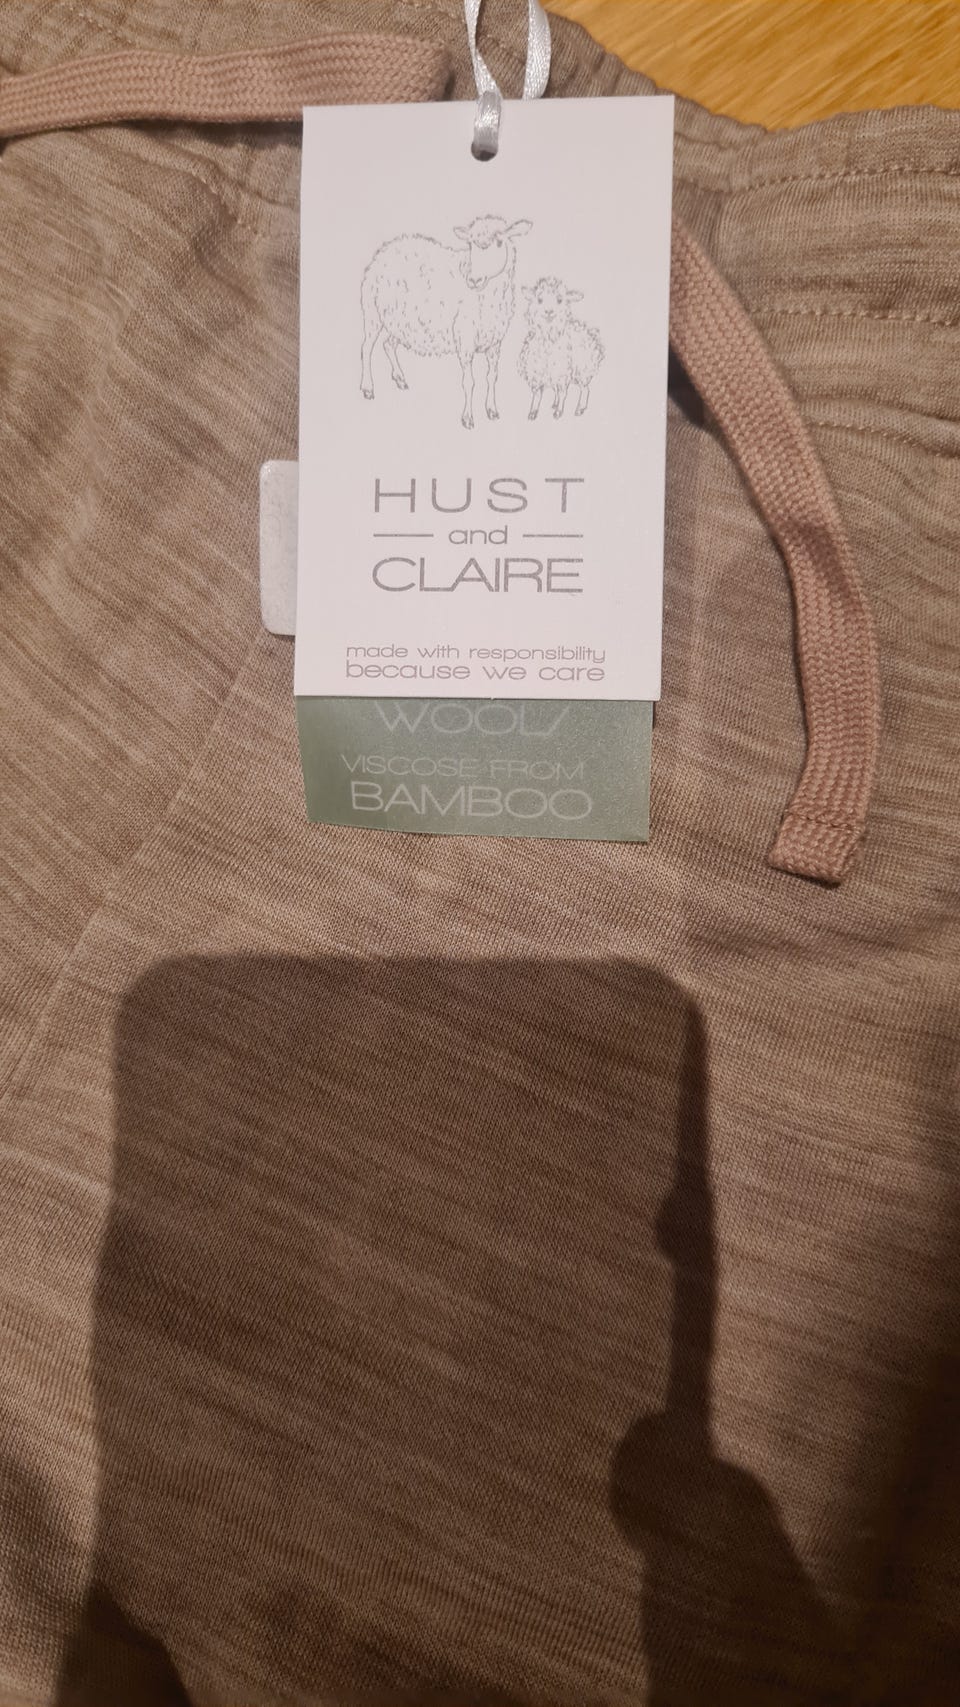 HUST
and
CLAIRE
made with responsibility
because we care
WOOL/
VISCOSE FROM
BAMBOO